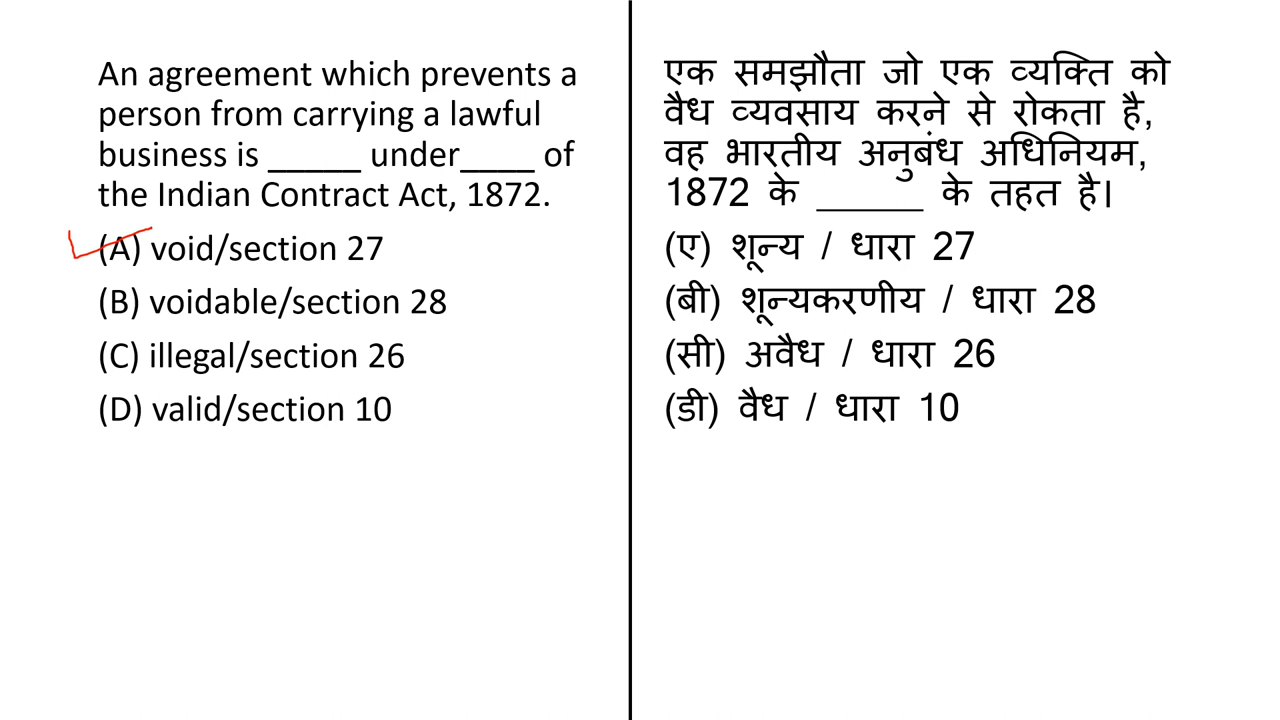 An agreement which prevents a
person from carrying a lawful
business is _____ under____ of
the Indian Contract Act, 1872.
(A) void/section 27
(B) voidable/section 28
(C) illegal/section 26
(D) valid/section 10
एक समझौता जो एक व्यक्ति को
वैध व्यवसाय करने से रोकता है,
वह भारतीय अनुबंध अधिनियम,
1872 के _____ के तहत है।
(ए) शून्य / धारा 27
(बी) शून्यकरणीय / धारा 28
(सी) अवैध / धारा 26
(डी) वैध / धारा 10